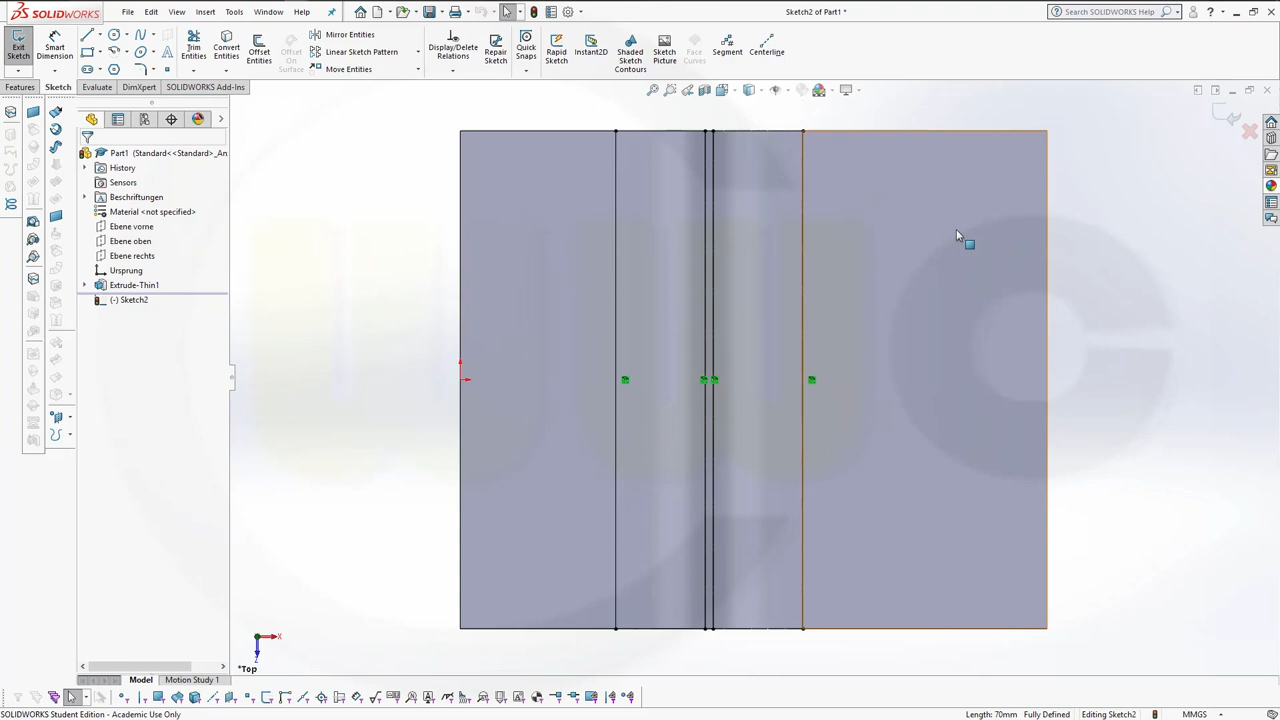 SOLIDWORKS
File
Edit
View
Insert
Tools
Window
Help
Sketch2 of Part1 *
Search SOLIDWORKS Help
Exit Sketch
Smart Dimension
Trim Entities
Convert Entities
Offset Entities
Offset On Surface
Mirror Entities
Linear Sketch Pattern
Move Entities
Display/Delete Relations
Repair Sketch
Quick Snaps
Rapid Sketch
Instant2D
Shaded Sketch Contours
Sketch Picture
Face Curves
Segment
Centerline
Features
Sketch
Evaluate
DimXpert
SOLIDWORKS Add-Ins
Part1 (Standard<<Standard>_An
History
Sensors
Beschriftungen
Material <not specified>
Ebene vorne
Ebene oben
Ebene rechts
Ursprung
Extrude-Thin1
(-) Sketch2
X
Z
*Top
Model
Motion Study 1
SOLIDWORKS Student Edition - Academic Use Only
Length: 70mm
Fully Defined
Editing Sketch2
MMGS